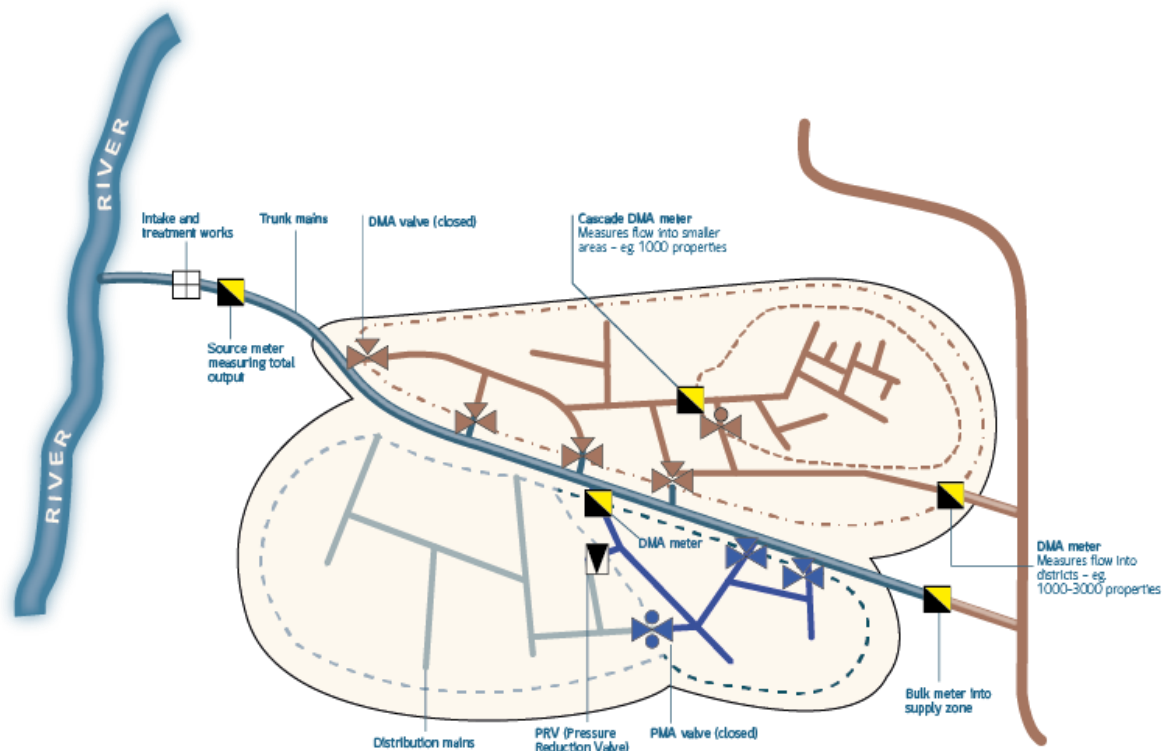 RIVER
RIVER
Intake and
treatment works
Trunk mains
DMA valve (closed)
Cascade DMA meter
Measures flow into smaller
areas – eg. 1000 properties
Source meter
measuring total
output
DMA meter
DMA meter
Measures flow into
districts – eg.
1000-3000 properties
Bulk meter into
supply zone
Distribution mains
PRV (Pressure
Reduction Valve)
PMA valve (closed)